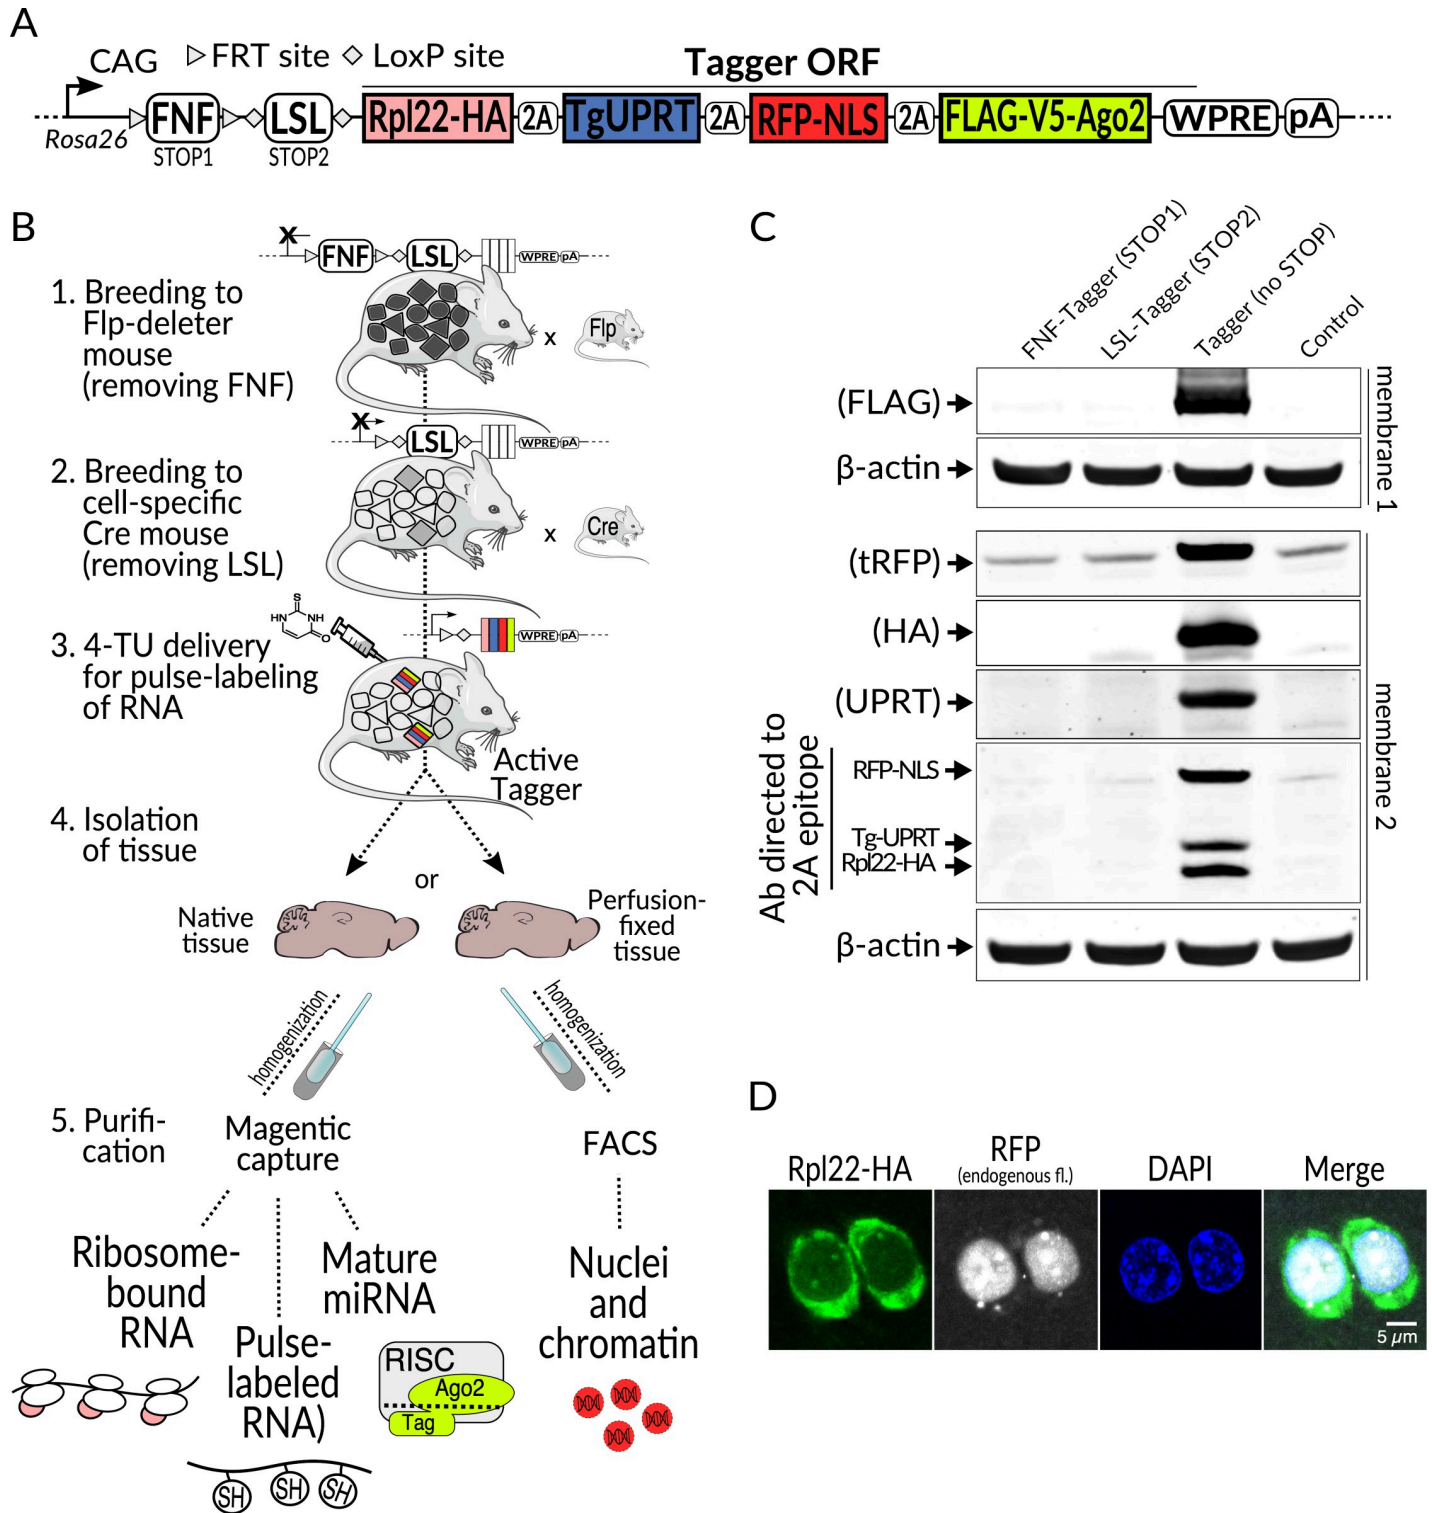 A
CAG
FRT site
LoxP site
Tagger ORF
Rosa26
FNF
STOP1
LSL
STOP2
Rpl22-HA
2A
TgUPRT
2A
RFP-NLS
2A
FLAG-V5-Ago2
WPRE
pA
B
X
FNF
LSL
WPRE
pA
1. Breeding to
Flp-deleter
mouse
(removing FNF)
x
Flp
X
LSL
WPRE
pA
2. Breeding to
cell-specific
Cre mouse
(removing LSL)
x
Cre
S
HN
NH
O
WPRE
pA
3. 4-TU delivery
for pulse-labeling
of RNA
Active
Tagger
4. Isolation
of tissue
or
Native
tissue
Perfusion-
fixed
tissue
homogenization
homogenization
5. Purifi-
cation
Magentic
capture
FACS
Ribosome-
bound
RNA
Pulse-
labeled
RNA)
Mature
miRNA
Nuclei
and
chromatin
RISC
Ago2
Tag
SH
SH
SH
C
FNF-Tagger (STOP1)
LSL-Tagger (STOP2)
Tagger (no STOP)
Control
(FLAG)
β-actin
membrane 1
(tRFP)
(HA)
(UPRT)
Ab directed to
2A epitope
RFP-NLS
Tg-UPRT
Rpl22-HA
β-actin
membrane 2
D
Rpl22-HA
RFP
(endogenous fl.)
DAPI
Merge
5 µm